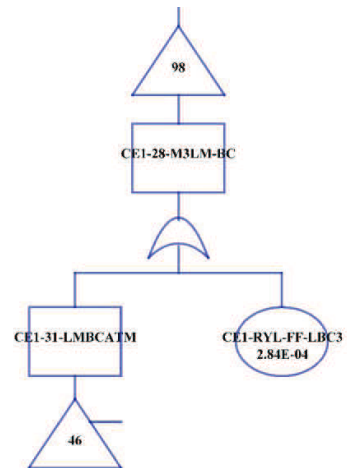 98
CE1-28-M3LM-BC
CE1-31-LMBCATM
CE1-RYL-FF-LBC3
2.84E-04
46